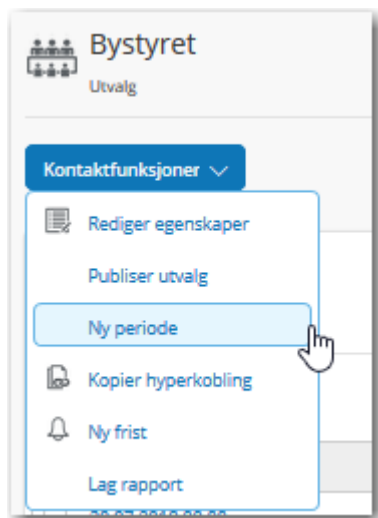 Bystyret
Utvalg
Kontaktfunksjoner
Rediger egenskaper
Publiser utvalg
Ny periode
Kopier hyperkobling
Ny frist
Lag rapport